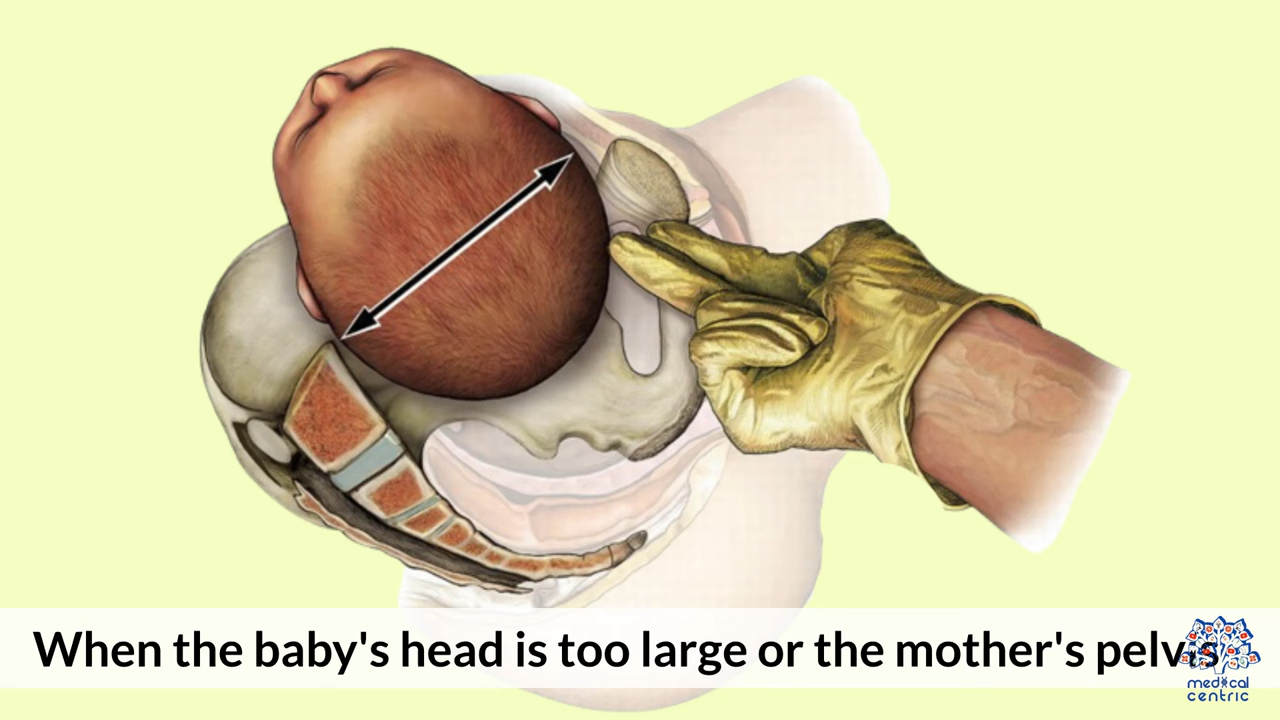 When the baby's head is too large or the mother's pelvis
medical
centric